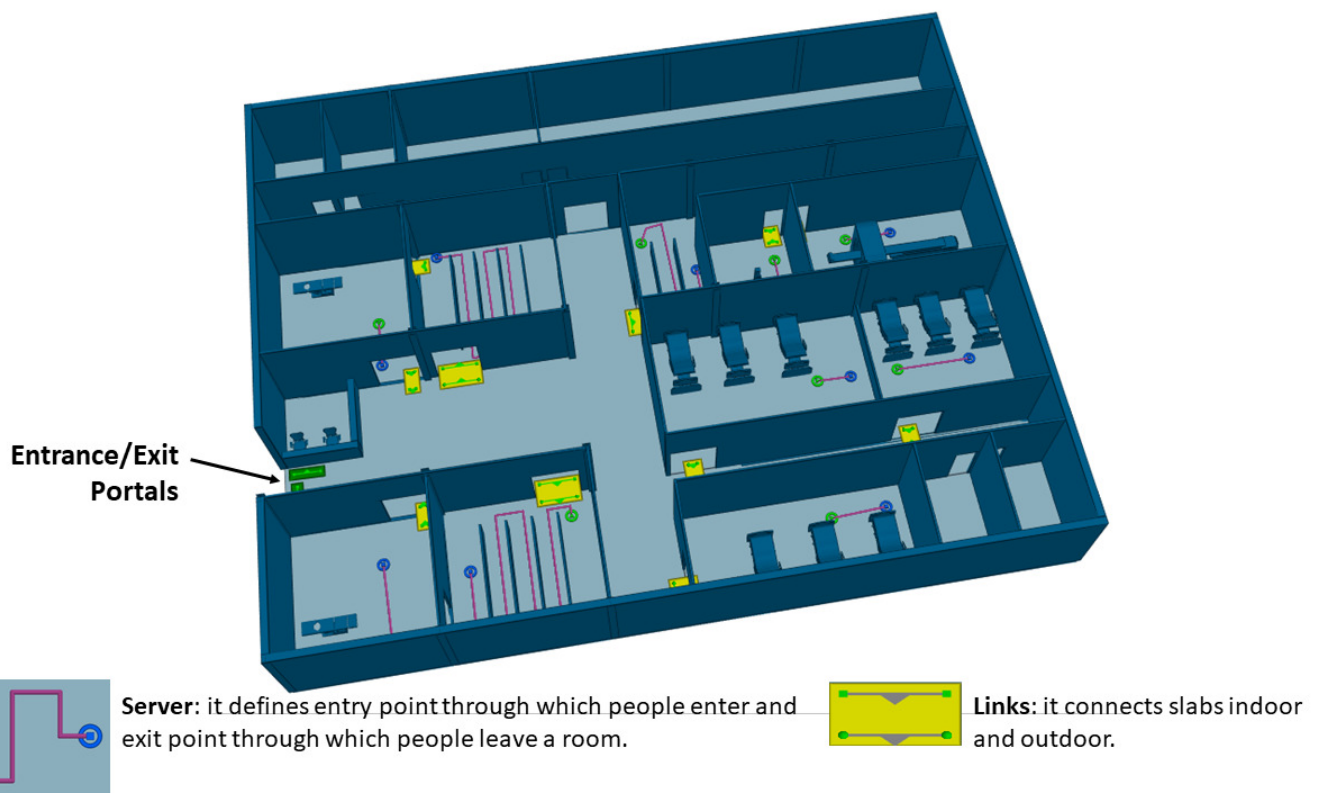 Entrance/Exit
Portals
Server: it defines entry point through which people enter and
exit point through which people leave a room.
Links: it connects slabs indoor
and outdoor.